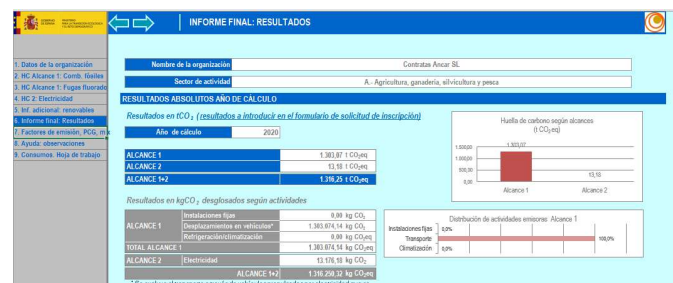 INFORME FINAL: RESULTADOS
1. Datos de la organización
2. HC Alcance 1: Comb. fósiles
3. HC Alcance 1: Fugas fluorado
4. HC 2: Electricidad
5. Inf. adicional: renovables
6. Informe final: Resultados
7. Factores de emisión, PCG, m
8. Ayuda: observaciones
9. Consumos. Hoja de trabajo
Nombre de la organización Contratas Ancar SL
Sector de actividad A.- Agricultura, ganadería, silvicultura y pesca
RESULTADOS ABSOLUTOS AÑO DE CÁLCULO
Resultados en tCO₂ (resultados a introducir en el formulario de solicitud de inscripción)
Año de cálculo 2020
ALCANCE 1 1.303,07 t CO₂eq
ALCANCE 2 13,18 t CO₂eq
ALCANCE 1+2 1.316,25 t CO₂eq
Huella de carbono según alcances
(t CO₂ eq)
1.500,00
1.000,00
500,00
0,00
1.303,07
13,18
Alcance 1 Alcance 2
Resultados en kgCO₂ desglosados según actividades
ALCANCE 1
Instalaciones fijas 0,00 kg CO₂
Desplazamientos en vehículos* 1.303.074,14 kg CO₂
Refrigeración/climatización 0,00 kg CO₂eq
TOTAL ALCANCE 1 1.303.074,14 kg CO₂eq
ALCANCE 2 Electricidad 13.176,18 kg CO₂
ALCANCE 1+2 1.316.250,32 kg CO₂eq
Distribución de actividades emisoras Alcance 1
Instalaciones fijas 0,0%
Transporte 100,0%
Climatización 0,0%